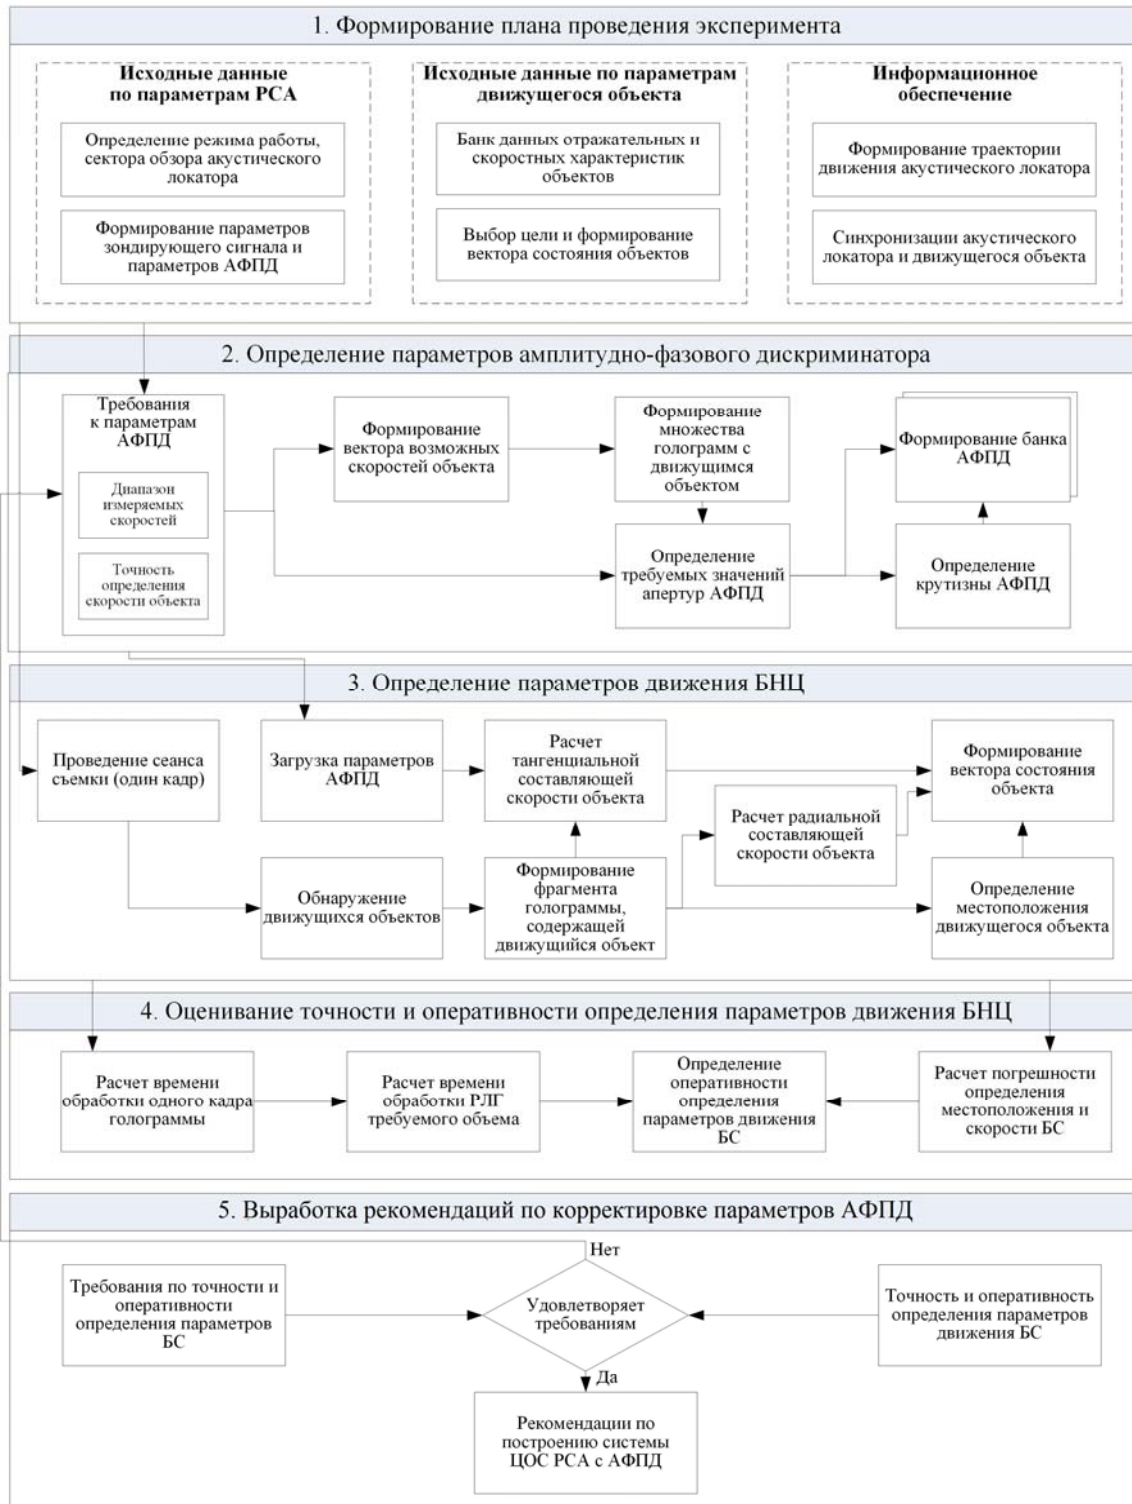 1. Формирование плана проведения эксперимента
Исходные данные
по параметрам РСА
Определение режима работы,
сектора обзора акустического
локатора
Формирование параметров
зондирующего сигнала и
параметров АФПД
Исходные данные по параметрам
движущегося объекта
Банк данных отражательных и
скоростных характеристик
объектов
Выбор цели и формирование
вектора состояния объектов
Информационное
обеспечение
Формирование траектории
движения акустического локатора
Синхронизации акустического
локатора и движущегося объекта
2. Определение параметров амплитудно-фазового дискриминатора
Требования
к параметрам
АФПД
Диапазон
измеряемых
скоростей
Точность
определения
скорости объекта
Формирование
вектора возможных
скоростей объекта
Формирование
множества
голограмм с
движущимся
объектом
Формирование банка
АФПД
Определение
требуемых значений
апертур АФПД
Определение
крутизны АФПД
3. Определение параметров движения БНЦ
Проведение сеанса
съемки (один кадр)
Загрузка параметров
АФПД
Расчет
тангенциальной
составляющей
скорости объекта
Формирование
вектора состояния
объекта
Расчет радиальной
составляющей
скорости объекта
Обнаружение
движущихся объектов
Формирование
фрагмента
голограммы,
содержащей
движущийся объект
Определение
местоположения
движущегося объекта
4. Оценивание точности и оперативности определения параметров движения БНЦ
Расчет времени
обработки одного кадра
голограммы
Расчет времени
обработки РЛГ
требуемого объема
Определение
оперативности
определения
параметров движения
БС
Расчет погрешности
определения
местоположения и
скорости БС
5. Выработка рекомендаций по корректировке параметров АФПД
Нет
Требования по точности и
оперативности
определения параметров
БС
Удовлетворяет
требованиям
Точность и оперативность
определения параметров
движения БС
Да
Рекомендации по
построению системы
ЦОС РСА с АФПД